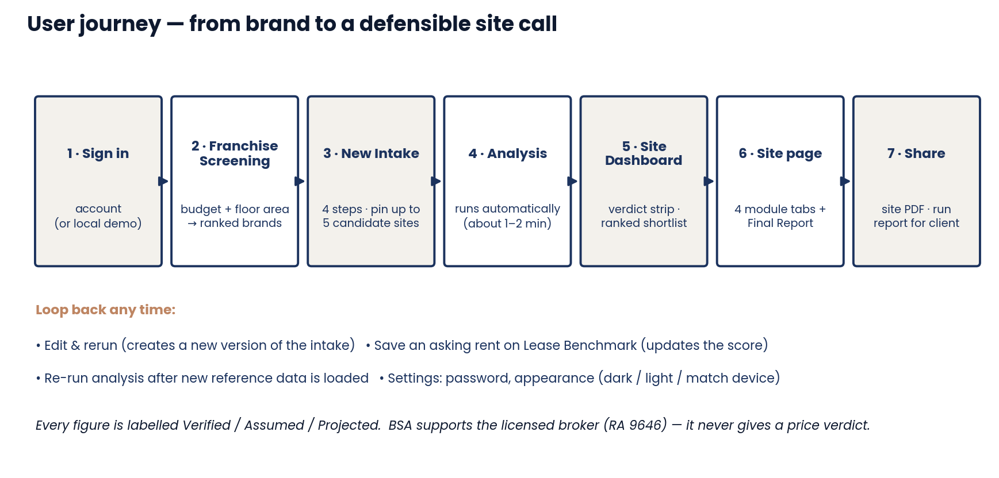 User journey — from brand to a defensible site call
1 · Sign in
account
(or local demo)
2 · Franchise
Screening
budget + floor area
→ ranked brands
3 · New Intake
4 steps · pin up to
5 candidate sites
4 · Analysis
runs automatically
(about 1–2 min)
5 · Site
Dashboard
verdict strip ·
ranked shortlist
6 · Site page
4 module tabs +
Final Report
7 · Share
site PDF · run
report for client
Loop back any time:
• Edit & rerun (creates a new version of the intake)   • Save an asking rent on Lease Benchmark (updates the score)
• Re-run analysis after new reference data is loaded   • Settings: password, appearance (dark / light / match device)
Every figure is labelled Verified / Assumed / Projected.  BSA supports the licensed broker (RA 9646) — it never gives a price verdict.